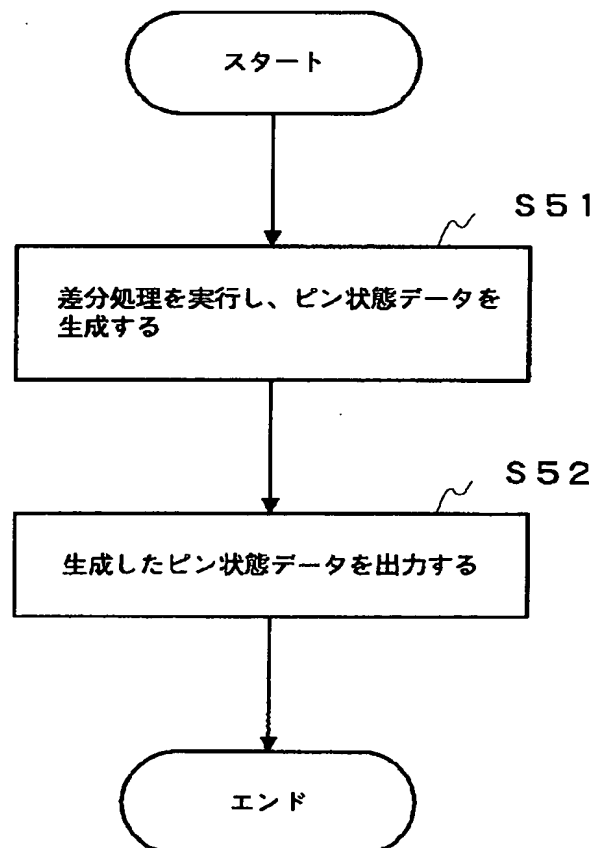 スタート
S51
差分処理を実行し、ピン状態データを
生成する
S52
生成したピン状態データを出力する
エンド